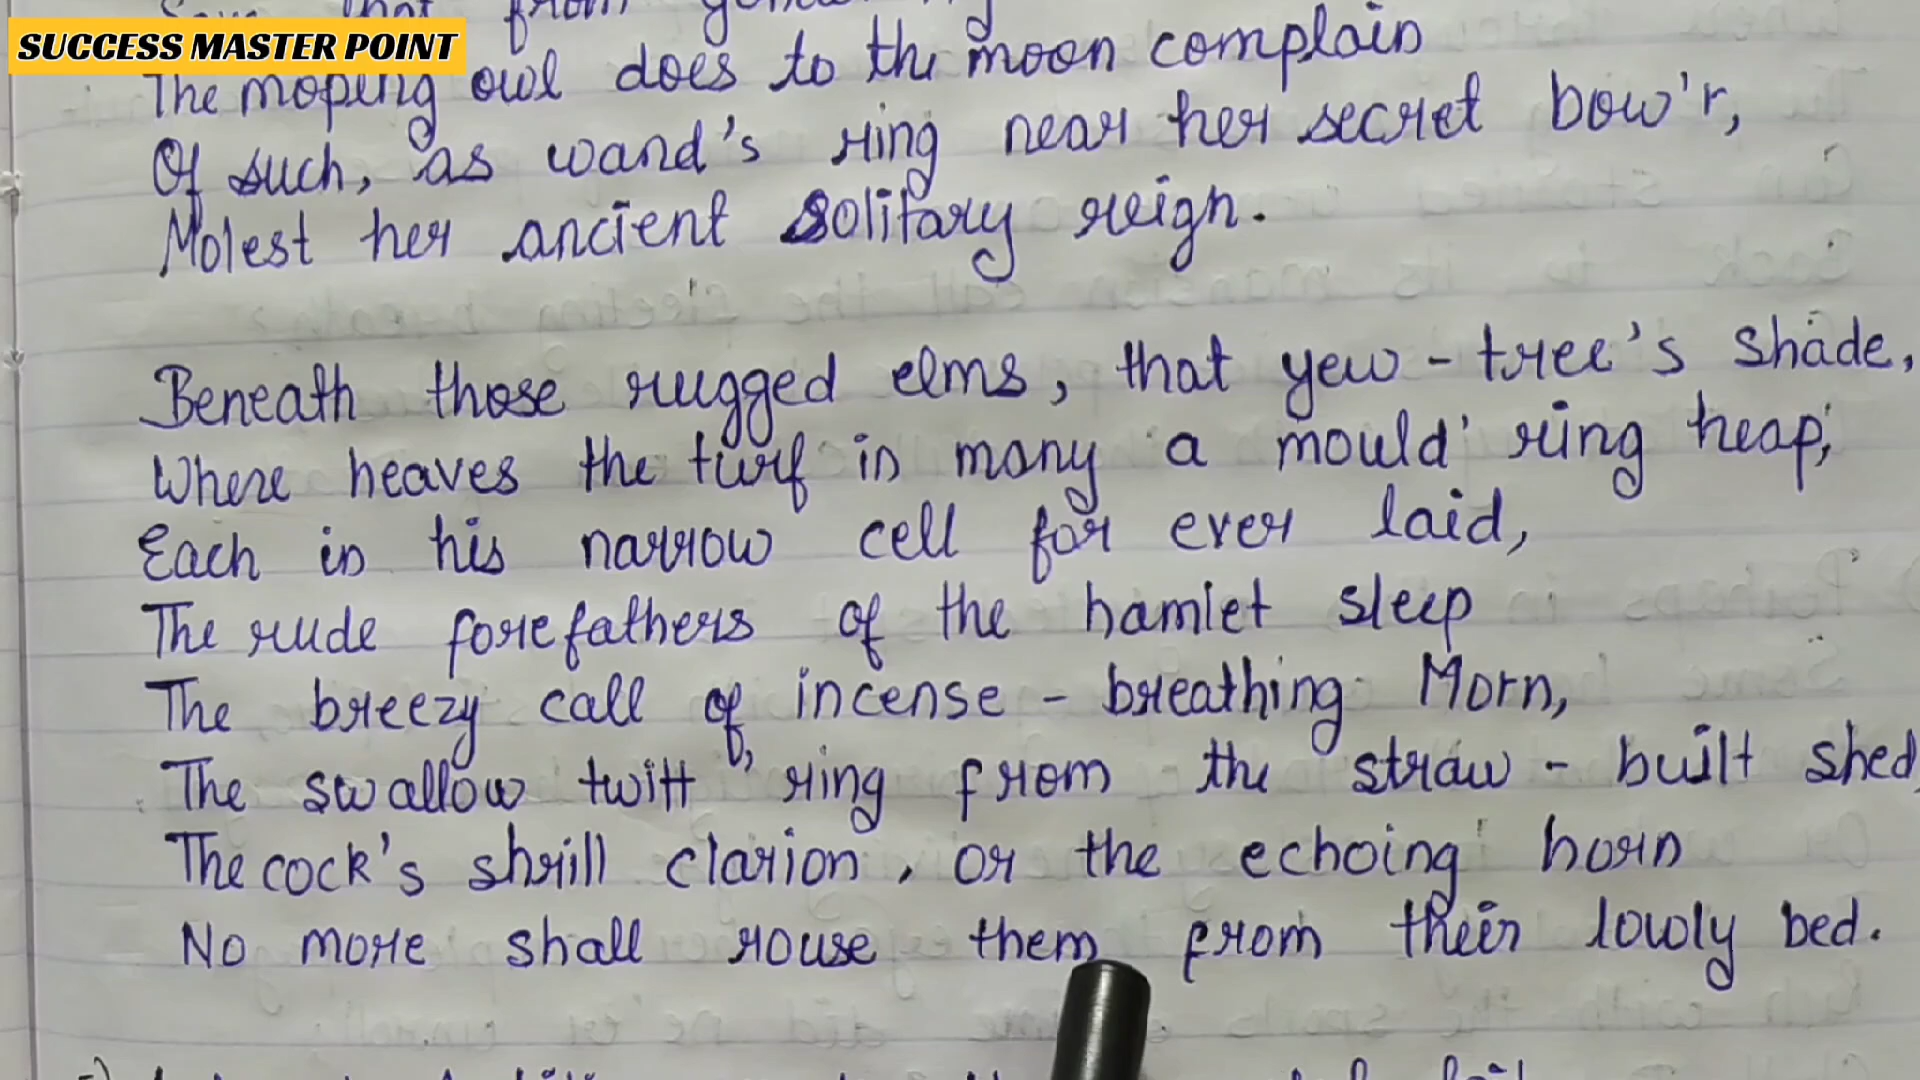 SUCCESS MASTER POINT
The moping owl does to the moon complain
Of such, as wand's ring near her secret bow'r,
Molest her ancient solitary reign.
Beneath those rugged elms, that yew - tree's shade,
Where heaves the turf in many a mould' ring heap,
Each in his narrow cell for ever laid,
The rude forefathers of the hamlet sleep
The breezy call of incense - breathing Morn,
The swallow twitt 'ring from the straw - built shed,
The cock's shrill clarion, or the echoing horn
No more shall rouse them from their lowly bed.